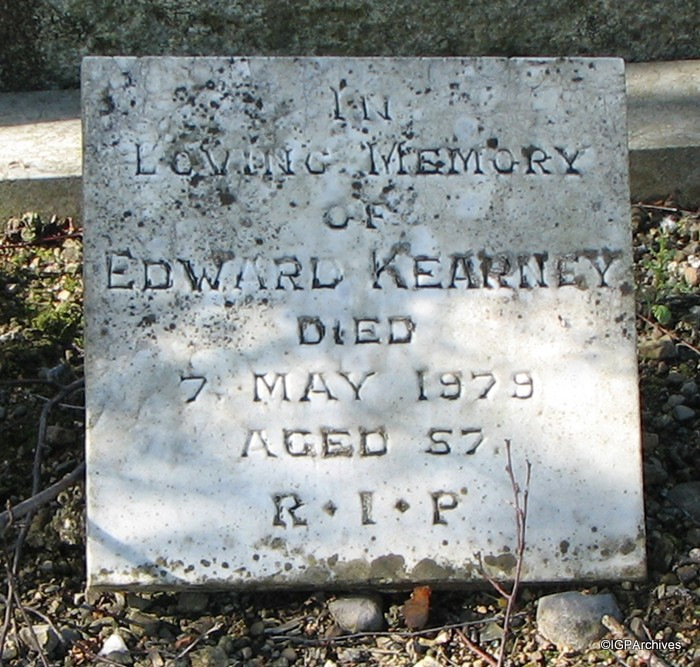 IN
LOVING MEMORY
OF
EDWARD KEARNEY
DIED
7. MAY 1979
AGED 57.
R · I · P
©IGPArchives